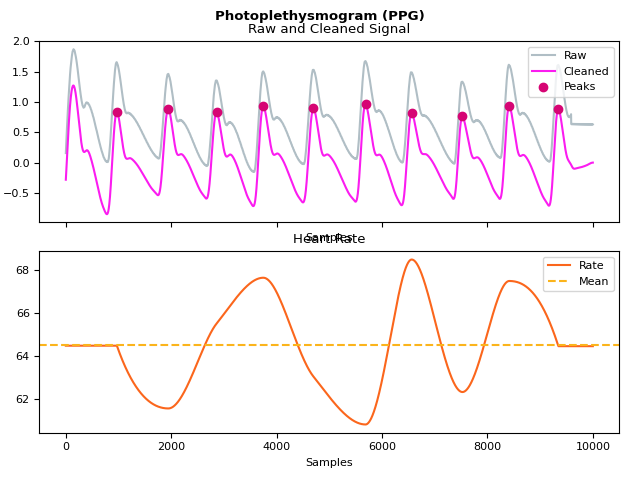 Photoplethysmogram (PPG)
Raw and Cleaned Signal
2.0
1.5
1.0
0.5
0.0
−0.5
Raw
Cleaned
Peaks
Samples
Heart Rate
68
66
64
62
Rate
Mean
0 2000 4000 6000 8000 10000
Samples